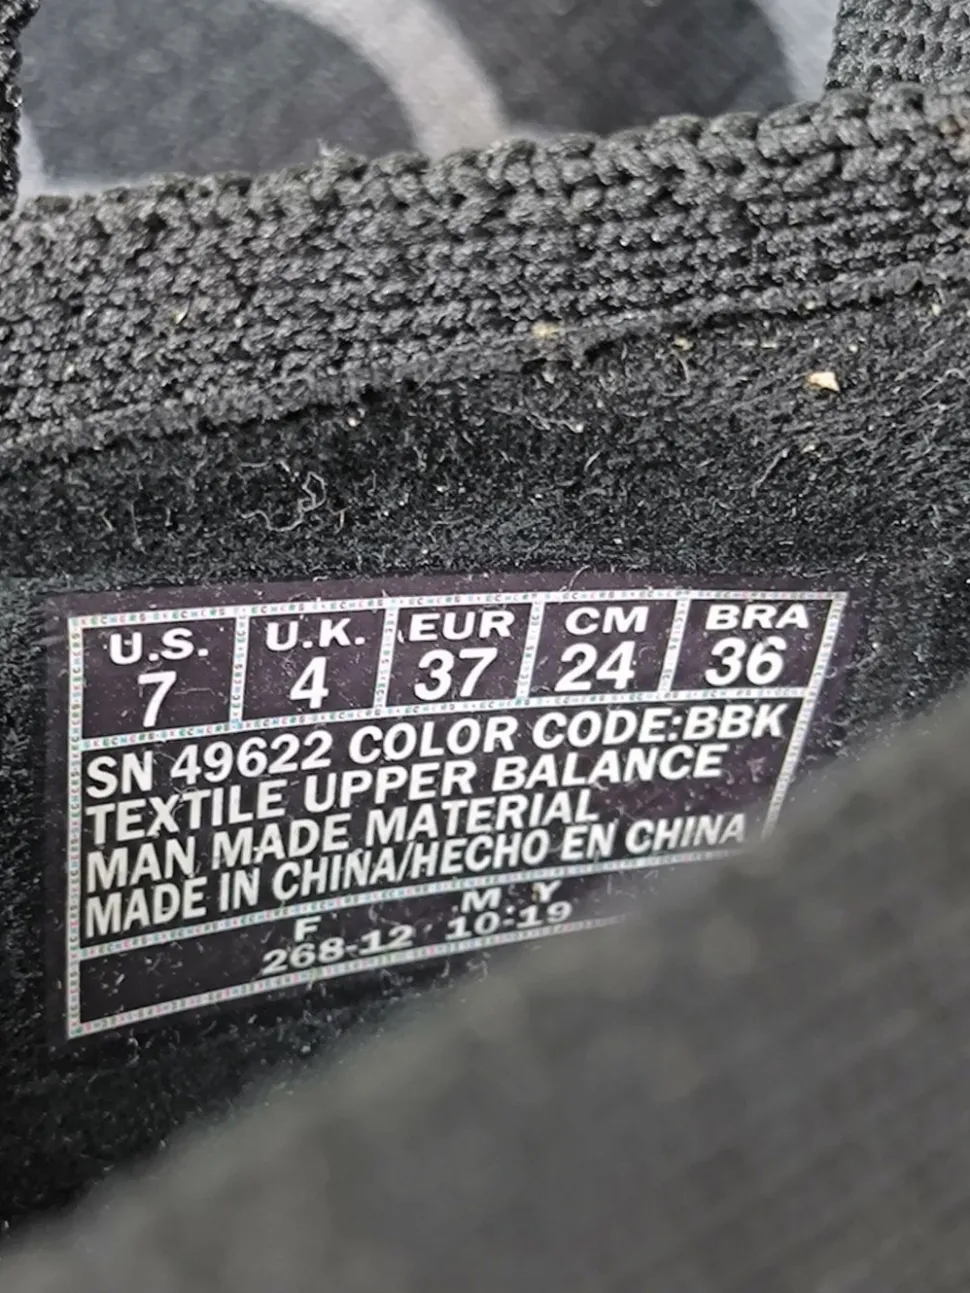 U.S. U.K. EUR CM BRA
7 4 37 24 36
SN 49622 COLOR CODE:BBK
TEXTILE UPPER BALANCE
MAN MADE MATERIAL
MADE IN CHINA/HECHO EN CHINA
F M Y
268-12 10:19